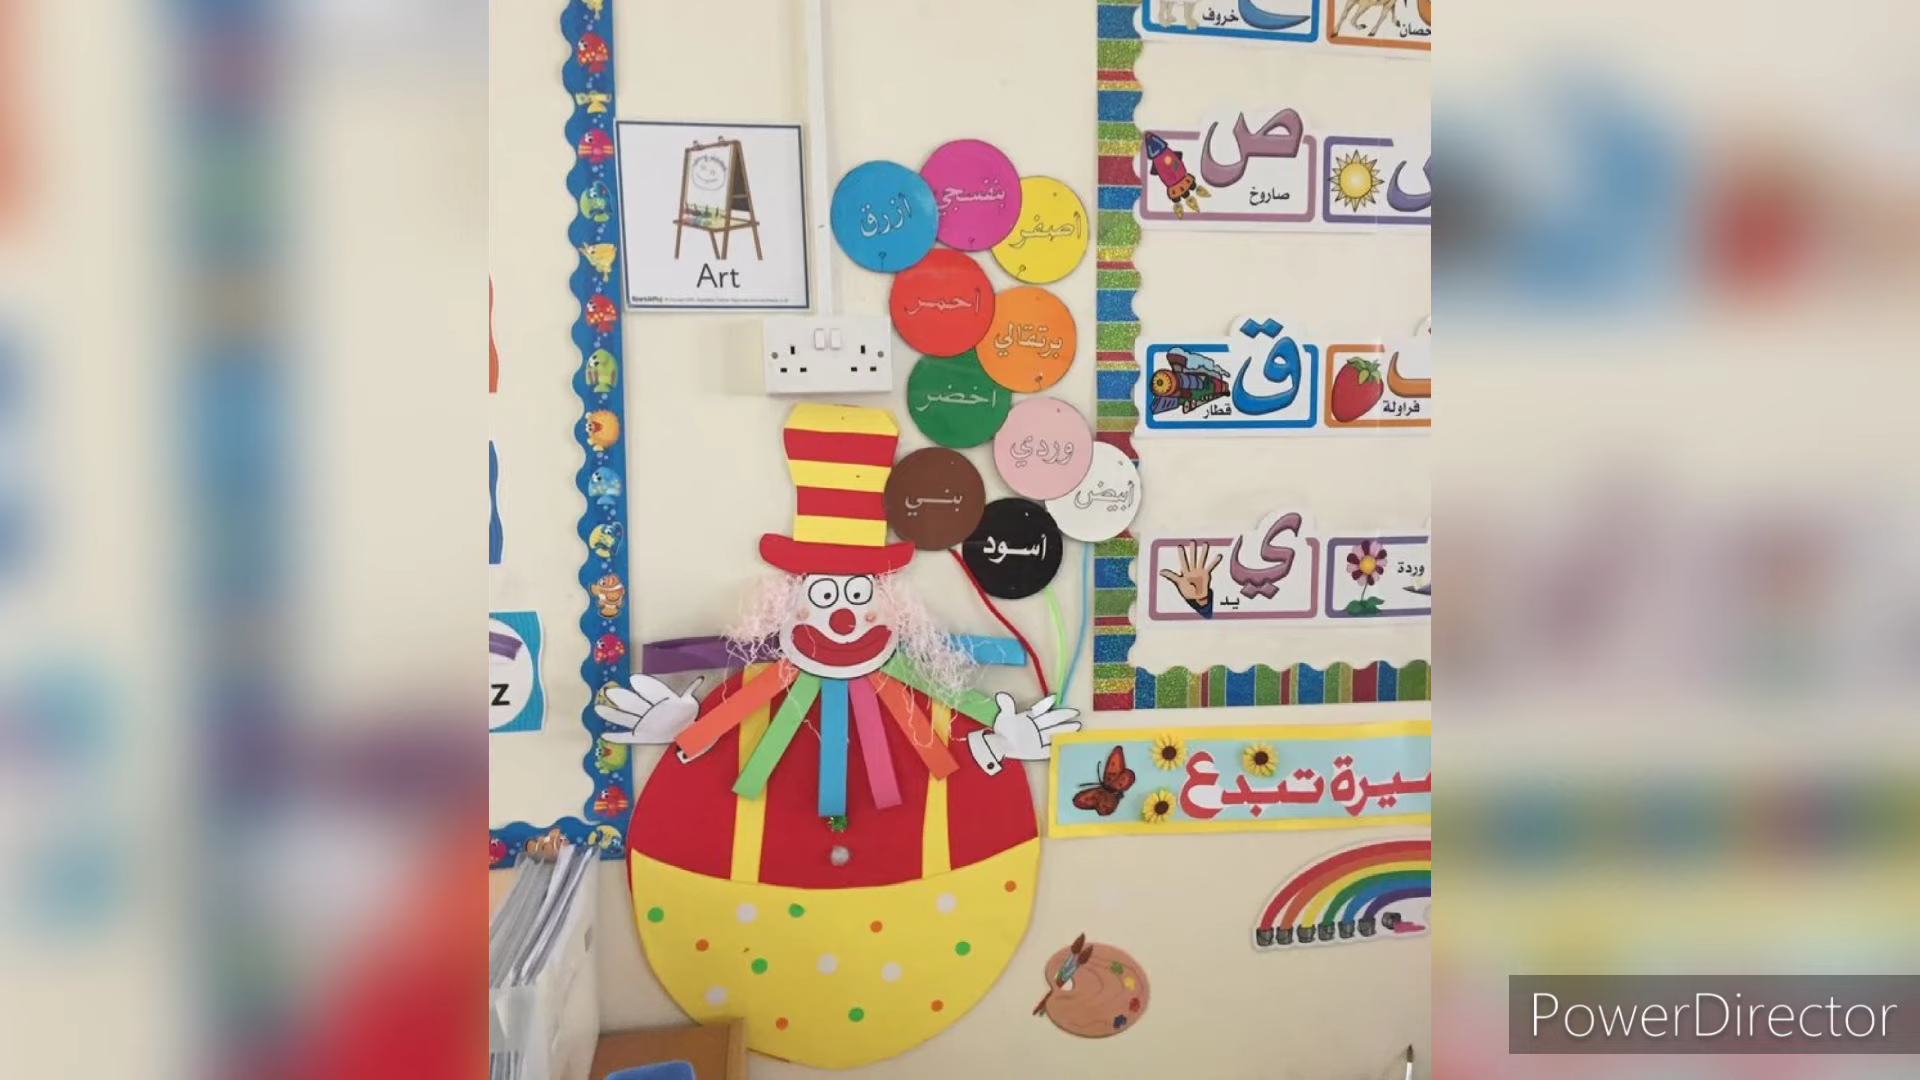 Art
أزرق
بنفسجي
أصفر
أحمر
برتقالي
أخضر
وردي
بني
أبيض
أسود
خروف
حصان
ص
صاروخ
ق
قطار
فراولة
ي
يد
وردة
z
تبدع
PowerDirector